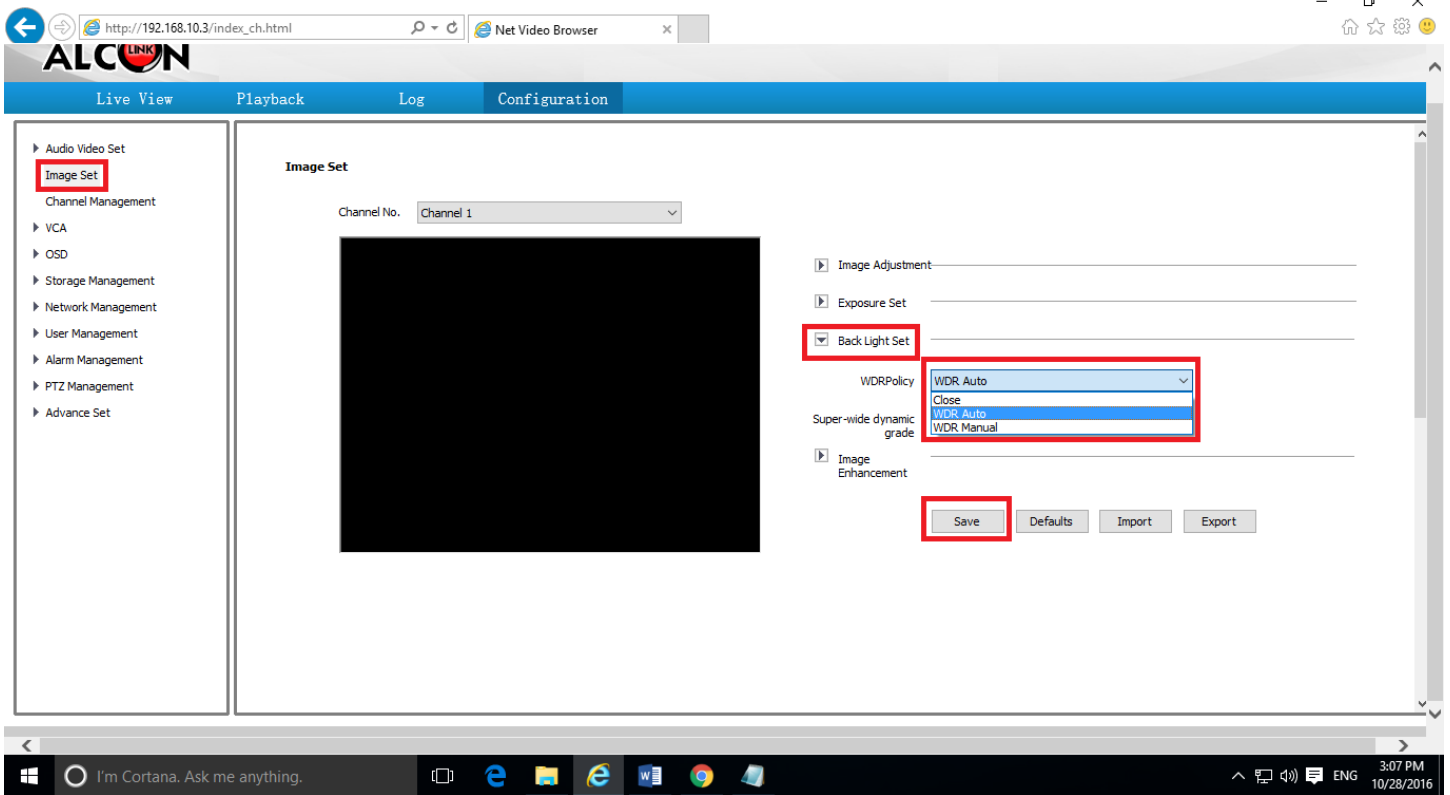 http://192.168.10.3/index_ch.html
Net Video Browser
ALCON
LINK
Live View
Playback
Log
Configuration
Audio Video Set
Image Set
Channel Management
VCA
OSD
Storage Management
Network Management
User Management
Alarm Management
PTZ Management
Advance Set
Image Set
Channel No.
Channel 1
Image Adjustment
Exposure Set
Back Light Set
WDRPolicy
WDR Auto
Close
WDR Auto
WDR Manual
Super-wide dynamic
grade
Image
Enhancement
Save
Defaults
Import
Export
I'm Cortana. Ask me anything.
ENG
3:07 PM
10/28/2016